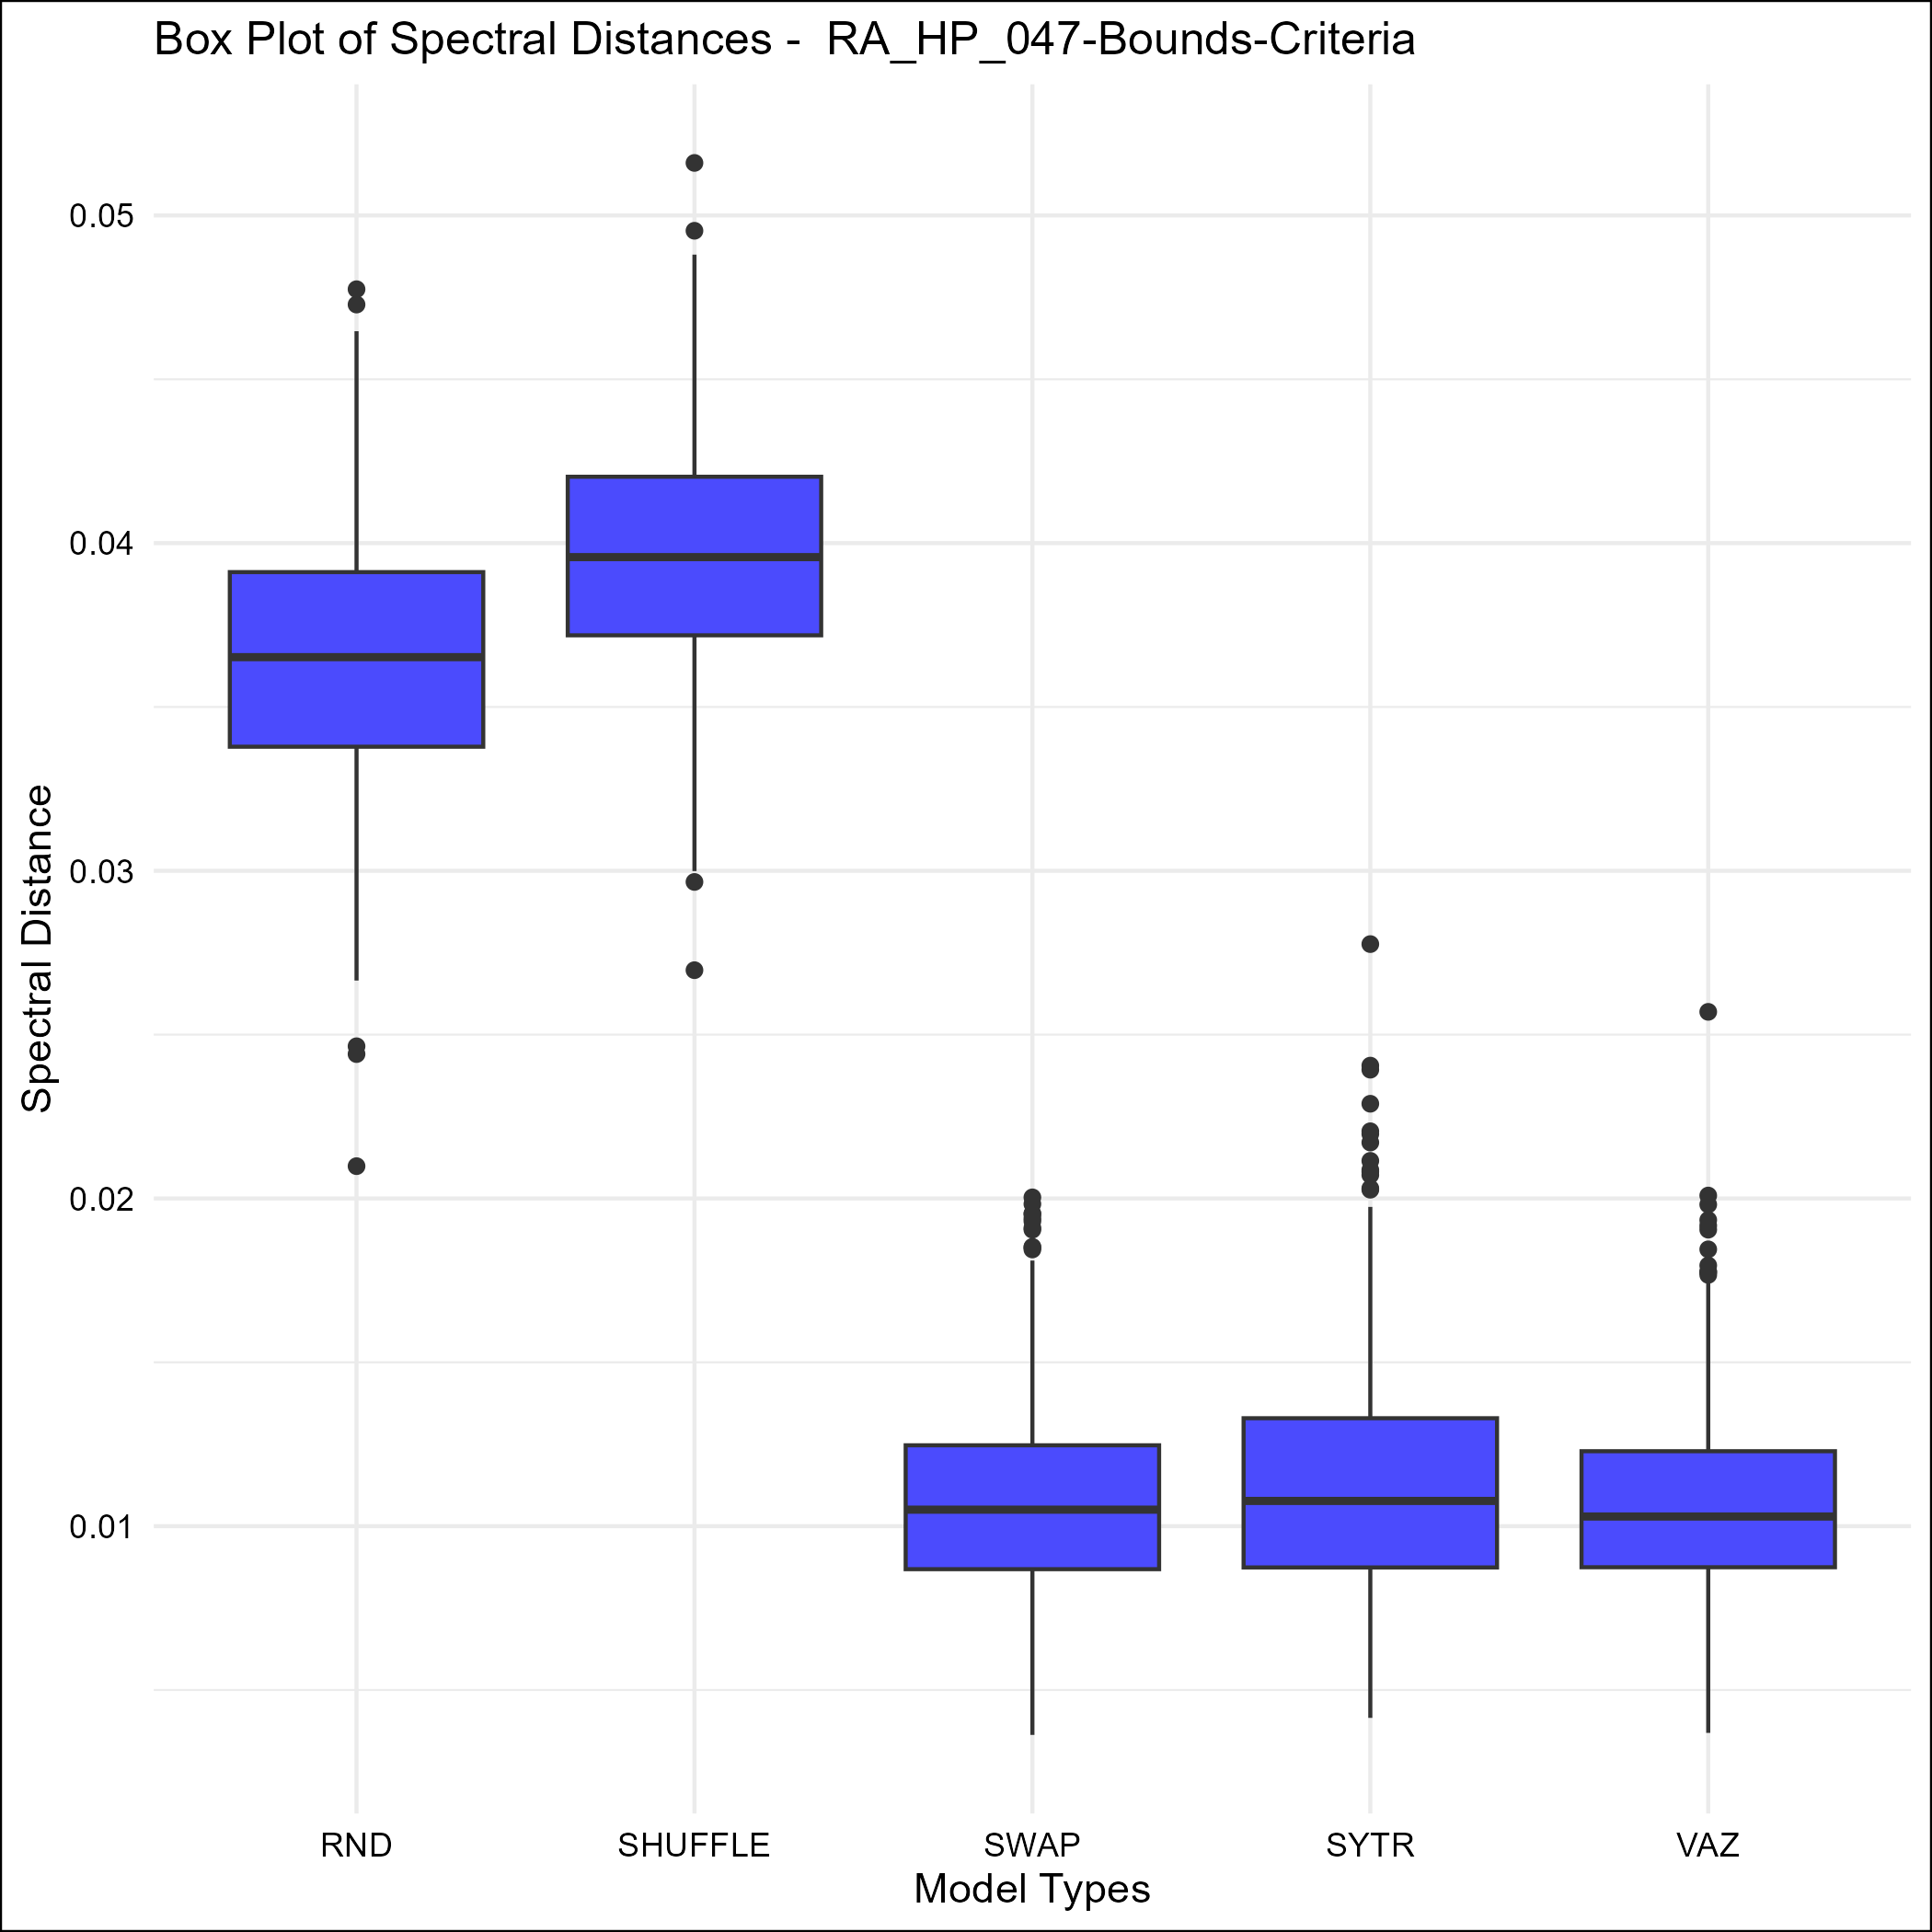 Box Plot of Spectral Distances -  RA_HP_047-Bounds-Criteria
Spectral Distance
0.05
0.04
0.03
0.02
0.01
RND
SHUFFLE
SWAP
SYTR
VAZ
Model Types